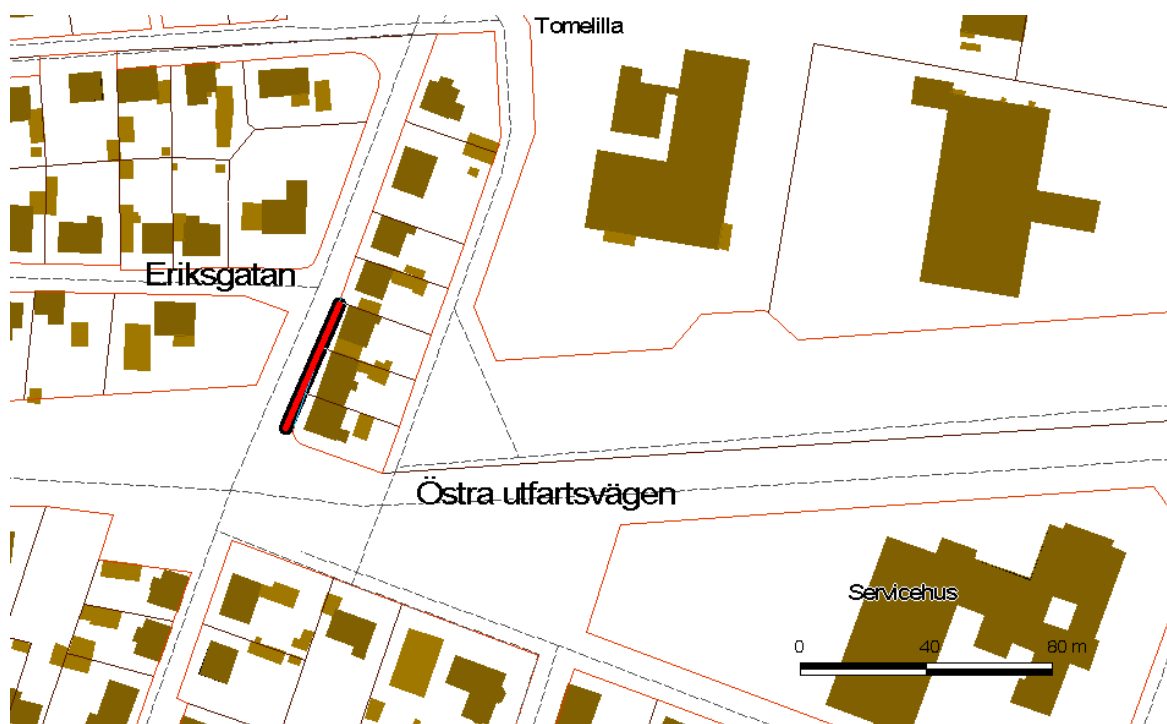 Tomelilla
Eriksgatan
Östra utfartsvägen
Servicehus
0 40 80 m